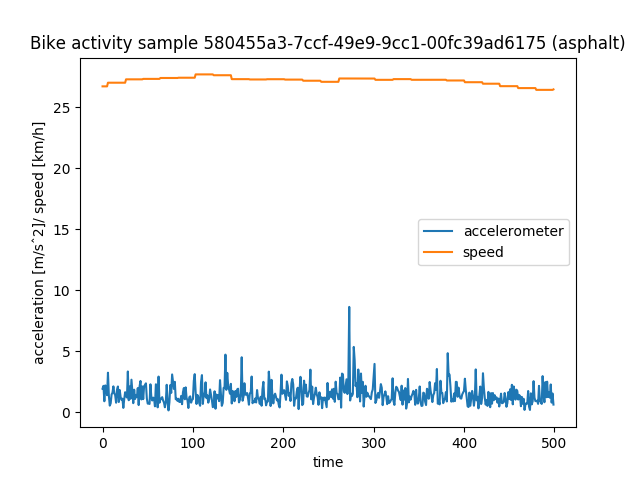 Bike activity sample 580455a3-7ccf-49e9-9cc1-00fc39ad6175 (asphalt)
acceleration [m/s^2]/ speed [km/h]
25
20
15
10
5
0
accelerometer
speed
0 100 200 300 400 500
time